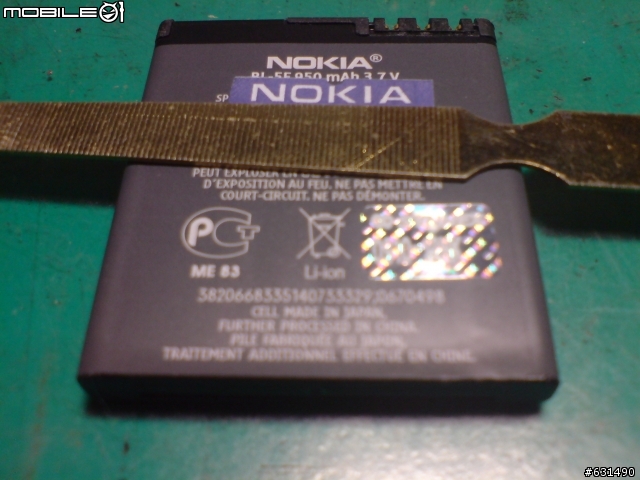 MOBILE01
NOKIA®
BL-5F 950 mAh 3.7 V
SP
NOKIA
PEUT EXPLOSER EN
D'EXPOSITION AU FEU. NE PAS METTRE EN
COURT-CIRCUIT. NE PAS DÉMONTER.
PC
ME 83
Li-ion
CELL MADE IN JAPAN,
FURTHER PROCESSED IN CHINA.
PILE FABRIQUÉE AU JAPON,
TRAITEMENT ADDITIONNEL EFFECTUÉ EN CHINE.
#631490